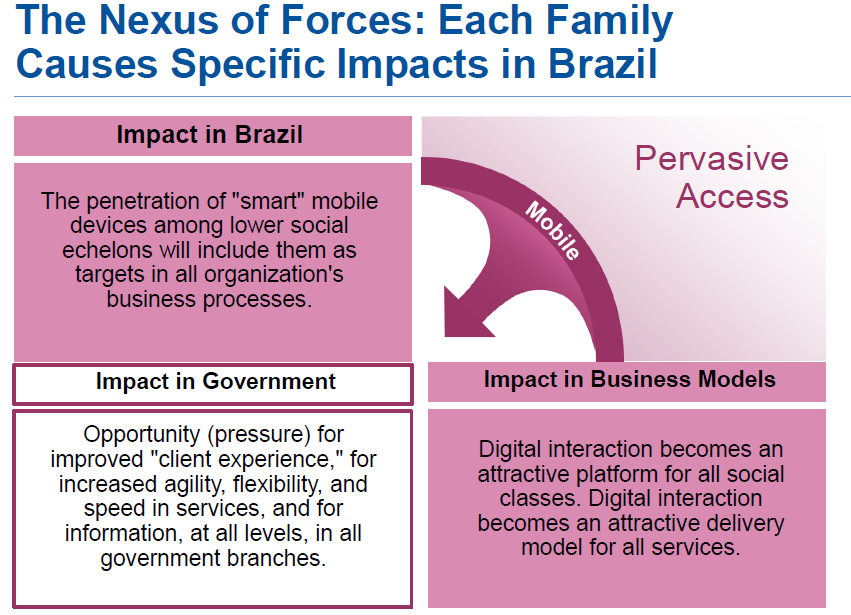 The Nexus of Forces: Each Family
Causes Specific Impacts in Brazil
Impact in Brazil
The penetration of "smart" mobile
devices among lower social
echelons will include them as
targets in all organization's
business processes.
Pervasive
Access
Mobile
Impact in Government
Opportunity (pressure) for
improved "client experience," for
increased agility, flexibility, and
speed in services, and for
information, at all levels, in all
government branches.
Impact in Business Models
Digital interaction becomes an
attractive platform for all social
classes. Digital interaction
becomes an attractive delivery
model for all services.